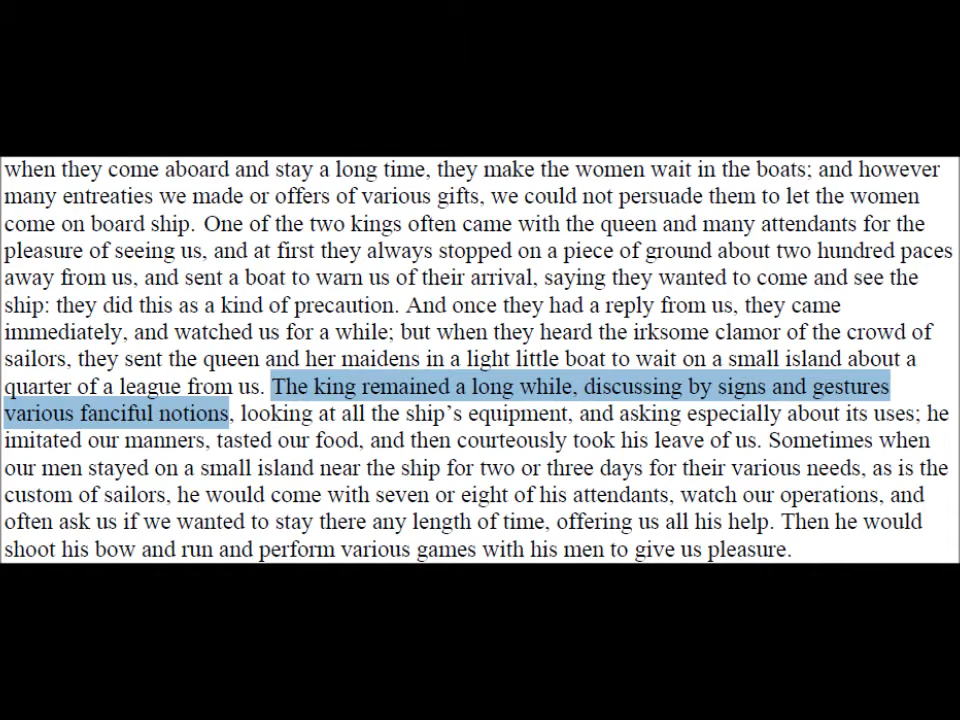 when they come aboard and stay a long time, they make the women wait in the boats; and however
many entreaties we made or offers of various gifts, we could not persuade them to let the women
come on board ship. One of the two kings often came with the queen and many attendants for the
pleasure of seeing us, and at first they always stopped on a piece of ground about two hundred paces
away from us, and sent a boat to warn us of their arrival, saying they wanted to come and see the
ship: they did this as a kind of precaution. And once they had a reply from us, they came
immediately, and watched us for a while; but when they heard the irksome clamor of the crowd of
sailors, they sent the queen and her maidens in a light little boat to wait on a small island about a
quarter of a league from us. The king remained a long while, discussing by signs and gestures
various fanciful notions, looking at all the ship's equipment, and asking especially about its uses; he
imitated our manners, tasted our food, and then courteously took his leave of us. Sometimes when
our men stayed on a small island near the ship for two or three days for their various needs, as is the
custom of sailors, he would come with seven or eight of his attendants, watch our operations, and
often ask us if we wanted to stay there any length of time, offering us all his help. Then he would
shoot his bow and run and perform various games with his men to give us pleasure.